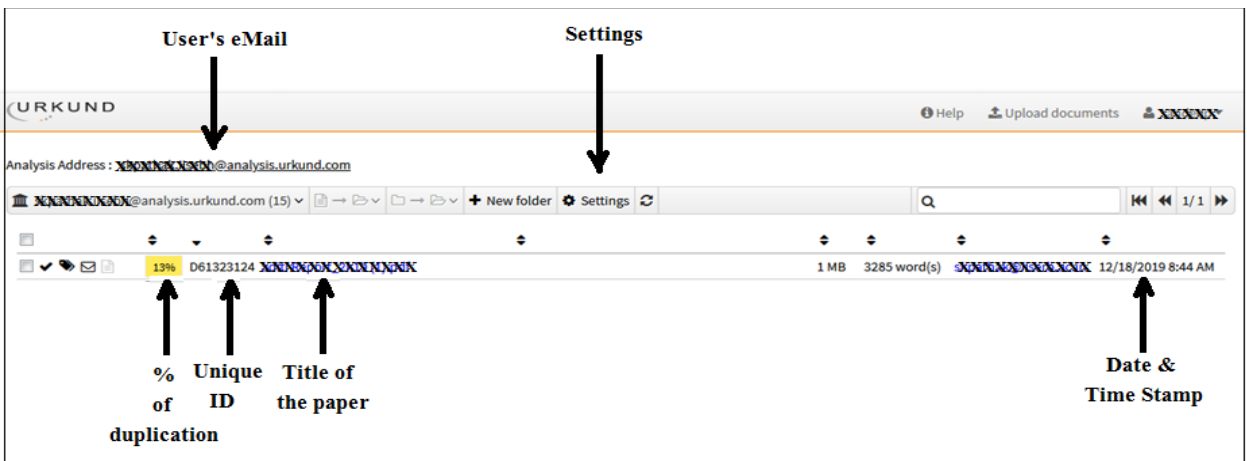 User's eMail
Settings
URKUND
Help Upload documents
Analysis Address : @analysis.urkund.com
@analysis.urkund.com (15) New folder Settings 1/ 1
13% D61323124 1 MB 3285 word(s) 12/18/2019 8:44 AM
% of duplication
Unique ID
Title of the paper
Date & Time Stamp